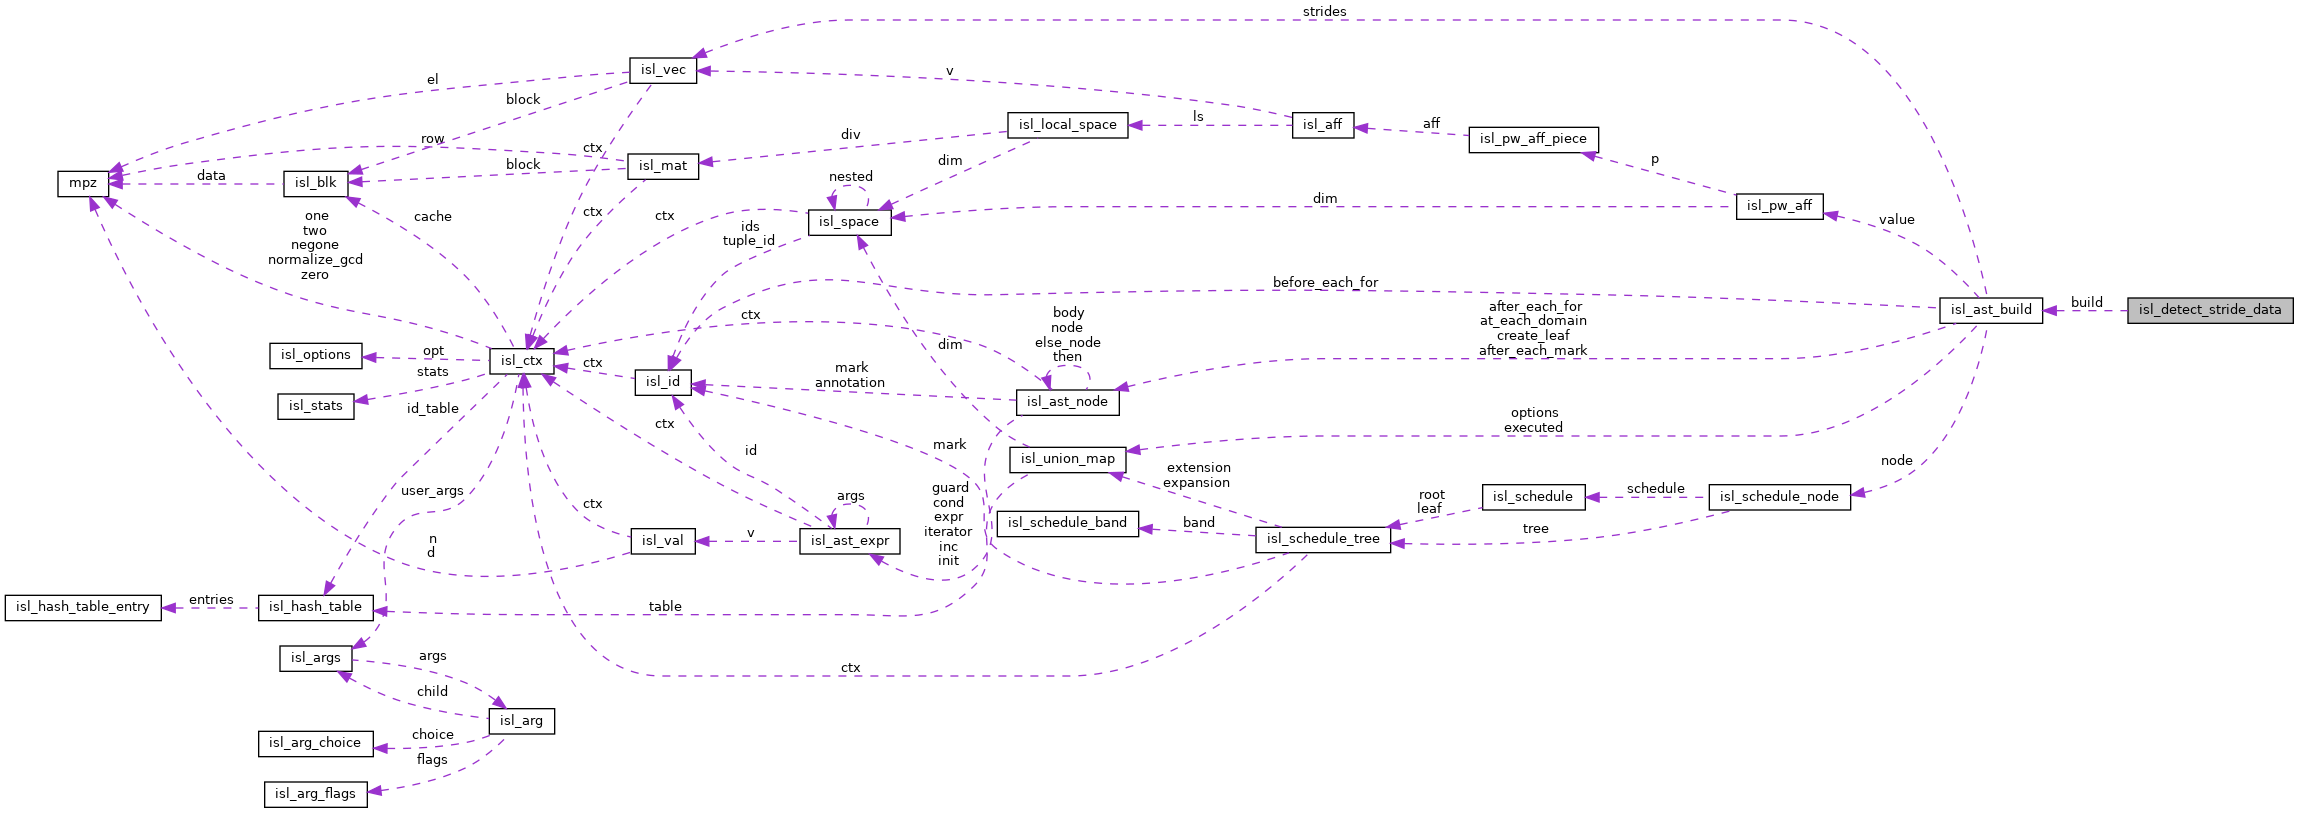 strides
isl_vec
el
v
block
isl_local_space
ls
isl_aff
aff
isl_pw_aff_piece
row
div
ctx
block
isl_mat
dim
p
mpz
data
isl_blk
nested
dim
isl_pw_aff
value
cache
ctx
ctx
isl_space
one
two
negone
normalize_gcd
zero
ids
tuple_id
before_each_for
build
isl_detect_stride_data
isl_ast_build
after_each_for
at_each_domain
create_leaf
after_each_mark
ctx
body
node
else_node
then
dim
isl_options
opt
isl_ctx
ctx
stats
isl_id
mark
annotation
isl_ast_node
isl_stats
id_table
ctx
options
executed
id
mark
isl_union_map
node
extension
expansion
user_args
args
guard
cond
expr
iterator
inc
init
root
leaf
isl_schedule
schedule
isl_schedule_node
ctx
isl_schedule_band
band
tree
n
d
isl_val
v
isl_ast_expr
isl_schedule_tree
isl_hash_table_entry
entries
isl_hash_table
table
isl_args
args
ctx
child
isl_arg
choice
isl_arg_choice
flags
isl_arg_flags